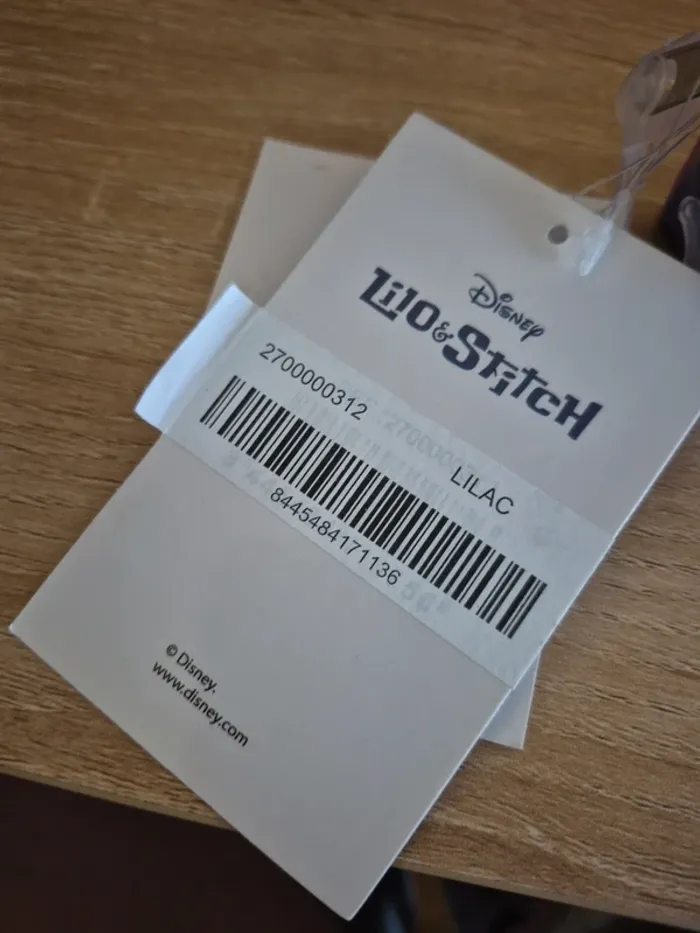 Disney
Lilo & Stitch
2700000312
LILAC
8445484171136
© Disney.
www.disney.com